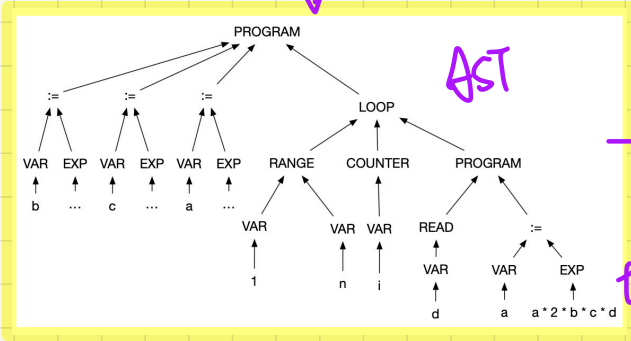 PROGRAM
AST
:= := :=
LOOP
VAR EXP VAR EXP VAR EXP RANGE COUNTER PROGRAM
b ... c ... a ...
VAR VAR VAR READ :=
1 n i VAR VAR EXP
d a a * 2 * b * c * d